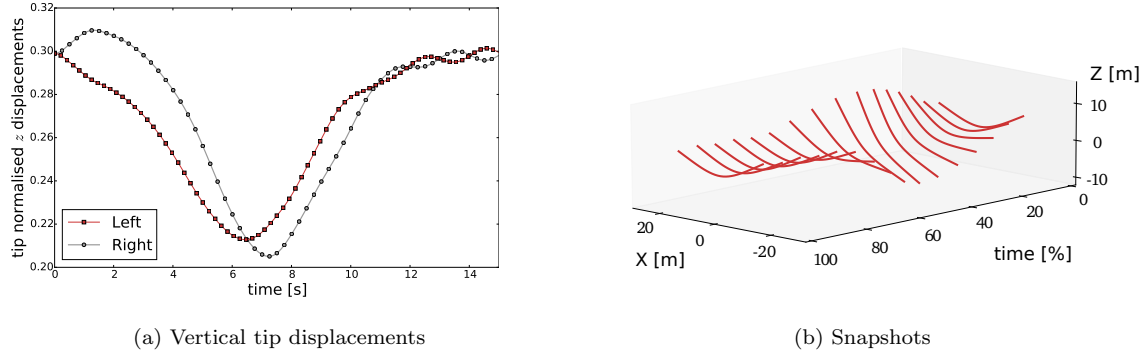 0.32
0.30
0.28
0.26
0.24
0.22
0.20
tip normalised z displacements
Left
Right
0 2 4 6 8 10 12 14
time [s]
Z [m]
10
0
-10
20
0
-20
X [m]
100
80
60
40
20
0
time [%]
(a) Vertical tip displacements
(b) Snapshots